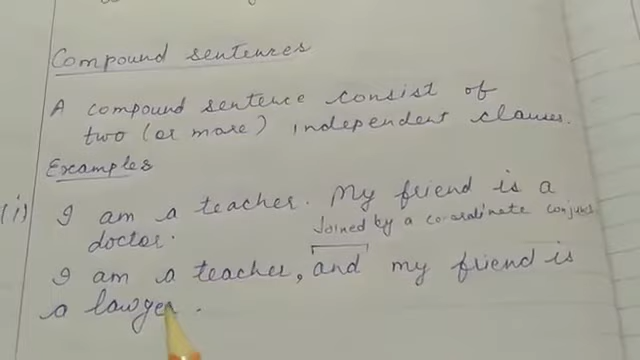 Compound sentences
A compound sentence consist of
two (or more) independent clauses.
Examples
(i) I am a teacher. My friend is a
doctor. Joined by a co-ordinate conjunc
I am a teacher, and my friend is
a lawyer.